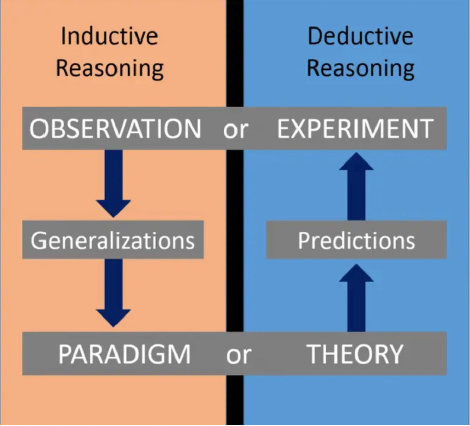 Inductive
Reasoning
Deductive
Reasoning
OBSERVATION or EXPERIMENT
Generalizations
Predictions
PARADIGM or THEORY